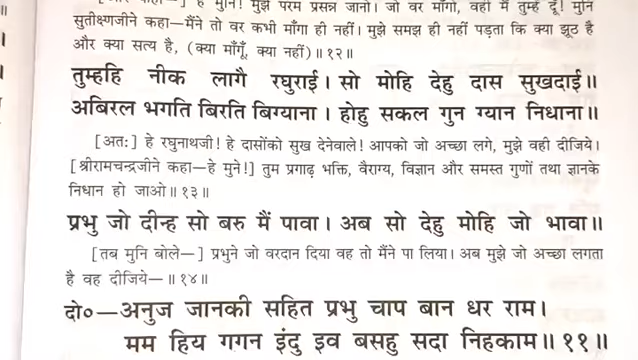 हे मुनि! मुझे परम प्रसन्न जानो। जो वर माँगो, वही मैं तुम्हें दूँ! मुनि
सुतीक्ष्णजीने कहा—मैंने तो वर कभी माँगा ही नहीं। मुझे समझ ही नहीं पड़ता कि क्या झूठ है
और क्या सत्य है, (क्या माँगूँ, क्या नहीं)॥१२॥
तुम्हहि नीक लागै रघुराई। सो मोहि देहु दास सुखदाई॥
अबिरल भगति बिरति बिग्याना। होहु सकल गुन ग्यान निधाना॥
[अतः] हे रघुनाथजी! हे दासोंको सुख देनेवाले! आपको जो अच्छा लगे, मुझे वही दीजिये।
[श्रीरामचन्द्रजीने कहा—हे मुने!] तुम प्रगाढ़ भक्ति, वैराग्य, विज्ञान और समस्त गुणों तथा ज्ञानके
निधान हो जाओ॥१३॥
प्रभु जो दीन्ह सो बरु मैं पावा। अब सो देहु मोहि जो भावा॥
[तब मुनि बोले—] प्रभुने जो वरदान दिया वह तो मैंने पा लिया। अब मुझे जो अच्छा लगता
है वह दीजिये—॥१४॥
दो०—अनुज जानकी सहित प्रभु चाप बान धर राम।
मम हिय गगन इंदु इव बसहु सदा निहकाम॥११॥